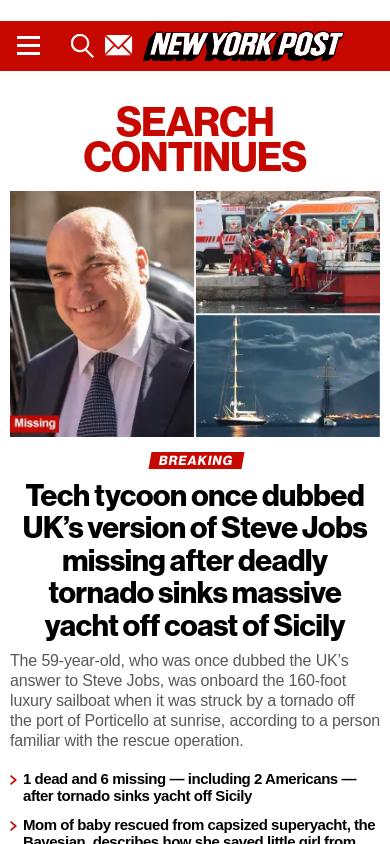 NEW YORK POST
SEARCH
CONTINUES
Missing
BREAKING
Tech tycoon once dubbed
UK’s version of Steve Jobs
missing after deadly
tornado sinks massive
yacht off coast of Sicily
The 59-year-old, who was once dubbed the UK’s
answer to Steve Jobs, was onboard the 160-foot
luxury sailboat when it was struck by a tornado off
the port of Porticello at sunrise, according to a person
familiar with the rescue operation.
1 dead and 6 missing — including 2 Americans —
after tornado sinks yacht off Sicily
Mom of baby rescued from capsized superyacht, the
Bayesian, describes how she saved little girl from